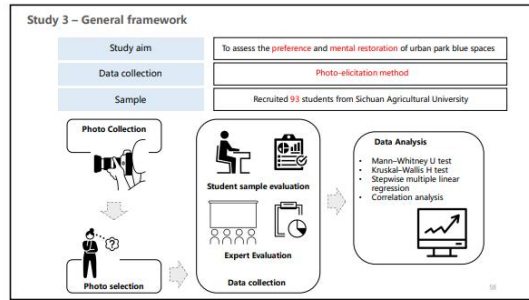 Study 3 – General framework
Study aim
To assess the preference and mental restoration of urban park blue spaces
Data collection
Photo-elicitation method
Sample
Recruited 93 students from Sichuan Agricultural University
Photo Collection
?
Photo selection
Student sample evaluation
Expert Evaluation
Data collection
Data Analysis
• Mann–Whitney U test
• Kruskal–Wallis H test
• Stepwise multiple linear
regression
• Correlation analysis
58